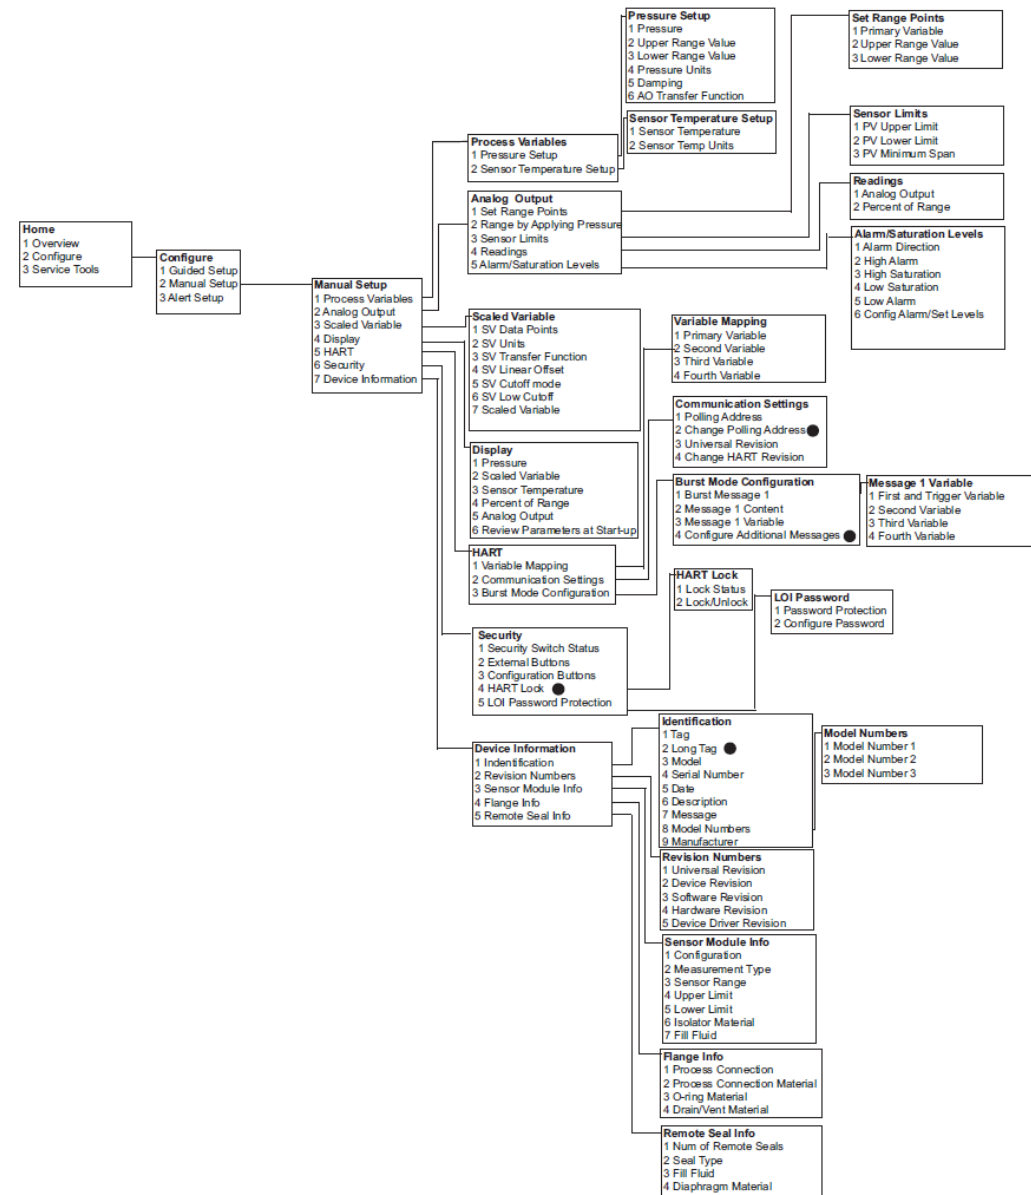 Home
1 Overview
2 Configure
3 Service Tools
Configure
1 Guided Setup
2 Manual Setup
3 Alert Setup
Manual Setup
1 Process Variables
2 Analog Output
3 Scaled Variable
4 Display
5 HART
6 Security
7 Device Information
Process Variables
1 Pressure Setup
2 Sensor Temperature Setup
Analog Output
1 Set Range Points
2 Range by Applying Pressure
3 Sensor Limits
4 Readings
5 Alarm/Saturation Levels
Scaled Variable
1 SV Data Points
2 SV Units
3 SV Transfer Function
4 SV Linear Offset
5 SV Cutoff mode
6 SV Low Cutoff
7 Scaled Variable
Display
1 Pressure
2 Scaled Variable
3 Sensor Temperature
4 Percent of Range
5 Analog Output
6 Review Parameters at Start-up
HART
1 Variable Mapping
2 Communication Settings
3 Burst Mode Configuration
Security
1 Security Switch Status
2 External Buttons
3 Configuration Buttons
4 HART Lock
5 LOI Password Protection
Device Information
1 Indentification
2 Revision Numbers
3 Sensor Module Info
4 Flange Info
5 Remote Seal Info
Pressure Setup
1 Pressure
2 Upper Range Value
3 Lower Range Value
4 Pressure Units
5 Damping
6 AO Transfer Function
Sensor Temperature Setup
1 Sensor Temperature
2 Sensor Temp Units
Set Range Points
1 Primary Variable
2 Upper Range Value
3 Lower Range Value
Sensor Limits
1 PV Upper Limit
2 PV Lower Limit
3 PV Minimum Span
Readings
1 Analog Output
2 Percent of Range
Alarm/Saturation Levels
1 Alarm Direction
2 High Alarm
3 High Saturation
4 Low Saturation
5 Low Alarm
6 Config Alarm/Set Levels
Variable Mapping
1 Primary Variable
2 Second Variable
3 Third Variable
4 Fourth Variable
Communication Settings
1 Polling Address
2 Change Polling Address
3 Universal Revision
4 Change HART Revision
Burst Mode Configuration
1 Burst Message 1
2 Message 1 Content
3 Message 1 Variable
4 Configure Additional Messages
Message 1 Variable
1 First and Trigger Variable
2 Second Variable
3 Third Variable
4 Fourth Variable
HART Lock
1 Lock Status
2 Lock/Unlock
LOI Password
1 Password Protection
2 Configure Password
Identification
1 Tag
2 Long Tag
3 Model
4 Serial Number
5 Date
6 Description
7 Message
8 Model Numbers
9 Manufacturer
Model Numbers
1 Model Number 1
2 Model Number 2
3 Model Number 3
Revision Numbers
1 Universal Revision
2 Device Revision
3 Software Revision
4 Hardware Revision
5 Device Driver Revision
Sensor Module Info
1 Configuration
2 Measurement Type
3 Sensor Range
4 Upper Limit
5 Lower Limit
6 Isolator Material
7 Fill Fluid
Flange Info
1 Process Connection
2 Process Connection Material
3 O-ring Material
4 Drain/Vent Material
Remote Seal Info
1 Num of Remote Seals
2 Seal Type
3 Fill Fluid
4 Diaphragm Material